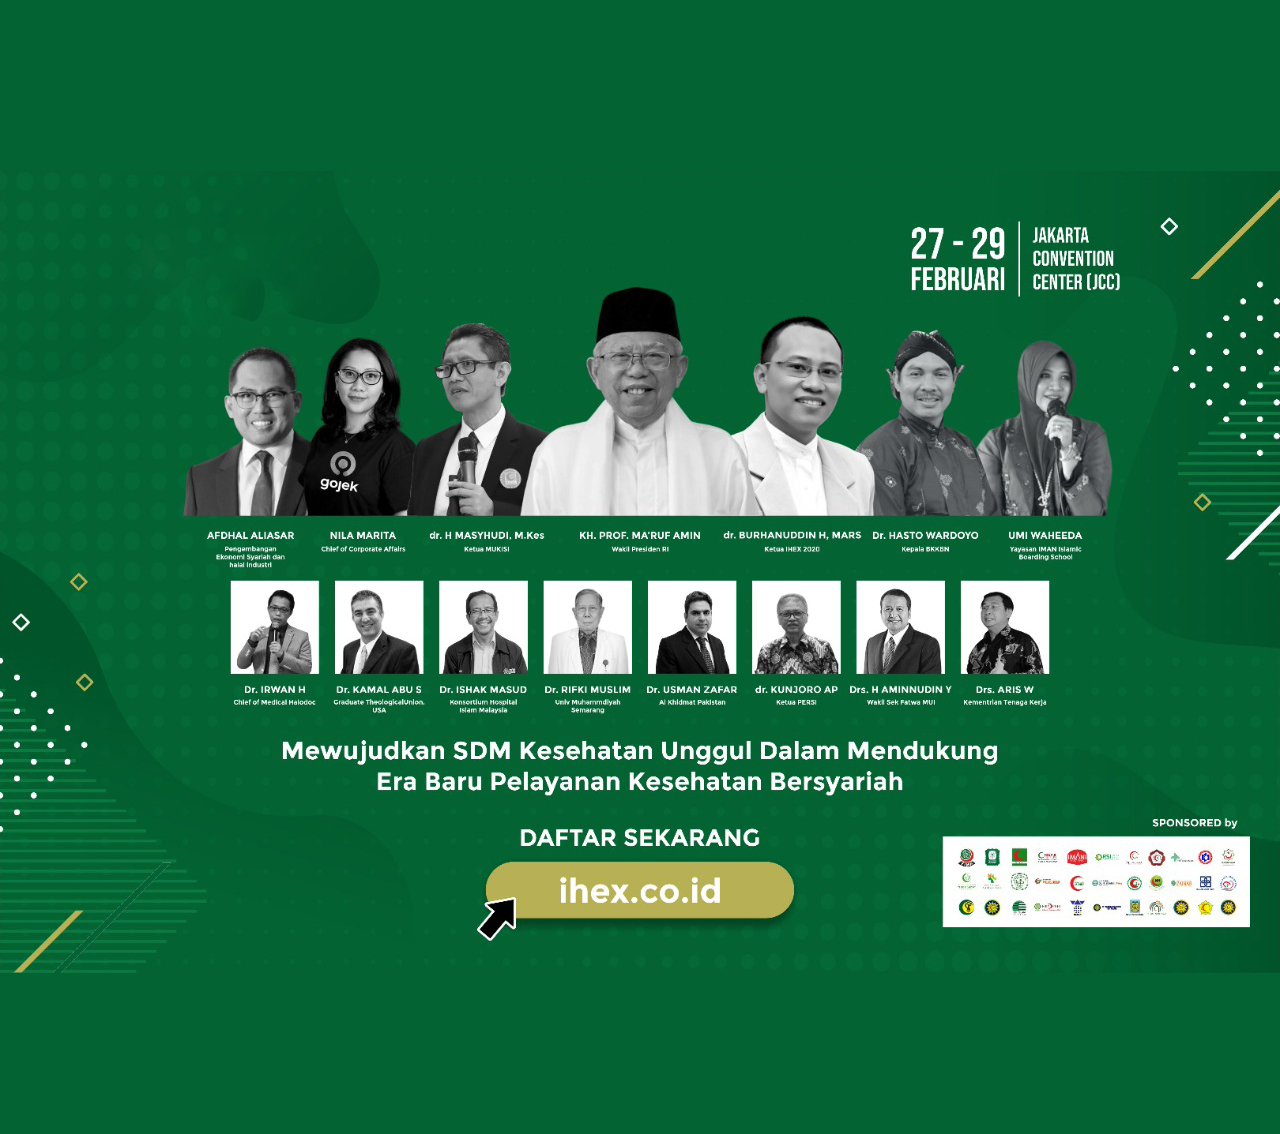 27 - 29
FEBRUARI
JAKARTA
CONVENTION
CENTER (JCC)
gojek
AFDHAL ALIASAR
Pengembangan
Ekonomi Syariah dan
halal industri
NILA MARITA
Chief of Corporate Affairs
dr. H MASYHUDI, M.Kes
Ketua MUKISI
KH. PROF. MA'RUF AMIN
Wakil Presiden RI
dr. BURHANUDDIN H, MARS
Ketua IHEX 2020
Dr. HASTO WARDOYO
Kepala BKKBN
UMI WAHEEDA
Yayasan IMAN Islamic
Boarding School
Dr. IRWAN H
Chief of Medical Halodoc
Dr. KAMAL ABU S
Graduate TheologicalUnion,
USA
Dr. ISHAK MASUD
Konsortium Hospital
Islam Malaysia
Dr. RIFKI MUSLIM
Univ Muhammdiyah
Semarang
Dr. USMAN ZAFAR
Al Khidmat Pakistan
dr. KUNJORO AP
Ketua PERSI
Drs. H AMINNUDIN Y
Wakil Sek Fatwa MUI
Drs. ARIS W
Kementrian Tenaga Kerja
Mewujudkan SDM Kesehatan Unggul Dalam Mendukung
Era Baru Pelayanan Kesehatan Bersyariah
DAFTAR SEKARANG
ihex.co.id
SPONSORED by